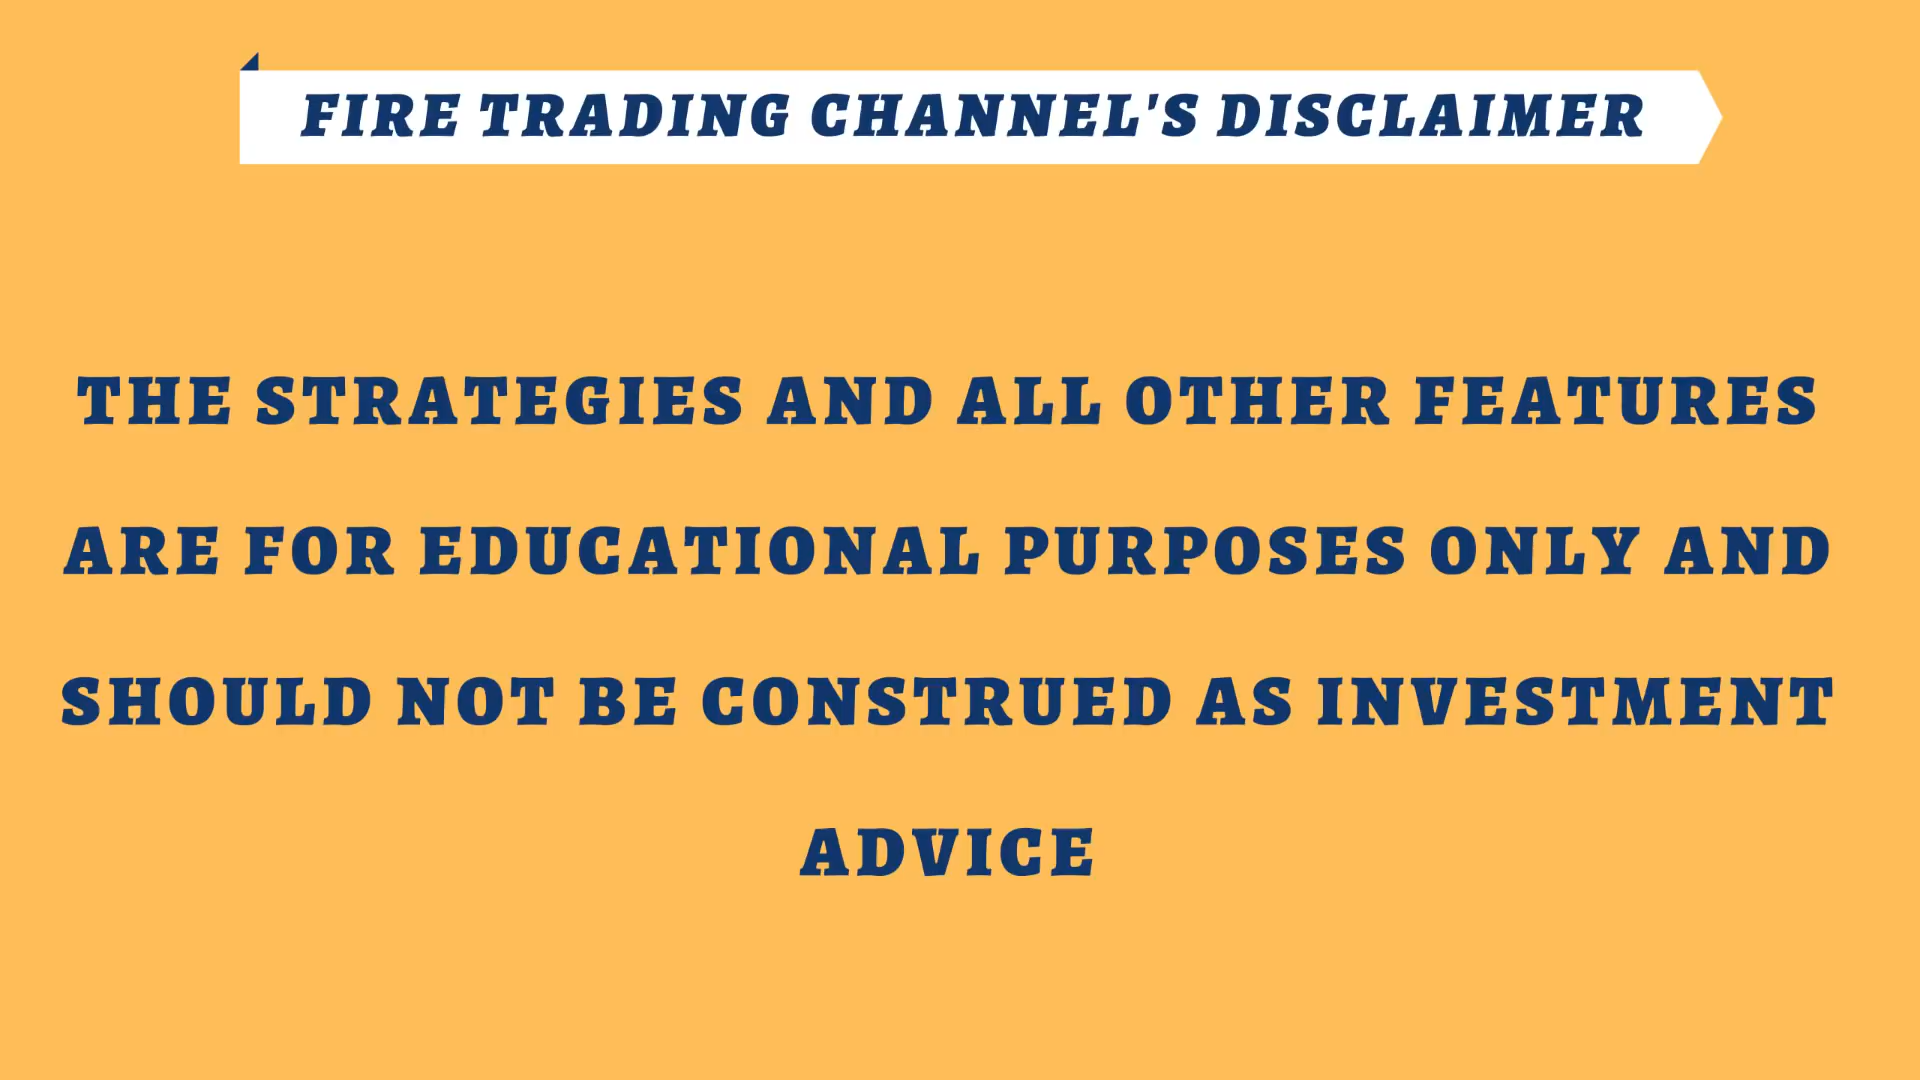 FIRE TRADING CHANNEL'S DISCLAIMER
THE STRATEGIES AND ALL OTHER FEATURES
ARE FOR EDUCATIONAL PURPOSES ONLY AND
SHOULD NOT BE CONSTRUED AS INVESTMENT
ADVICE